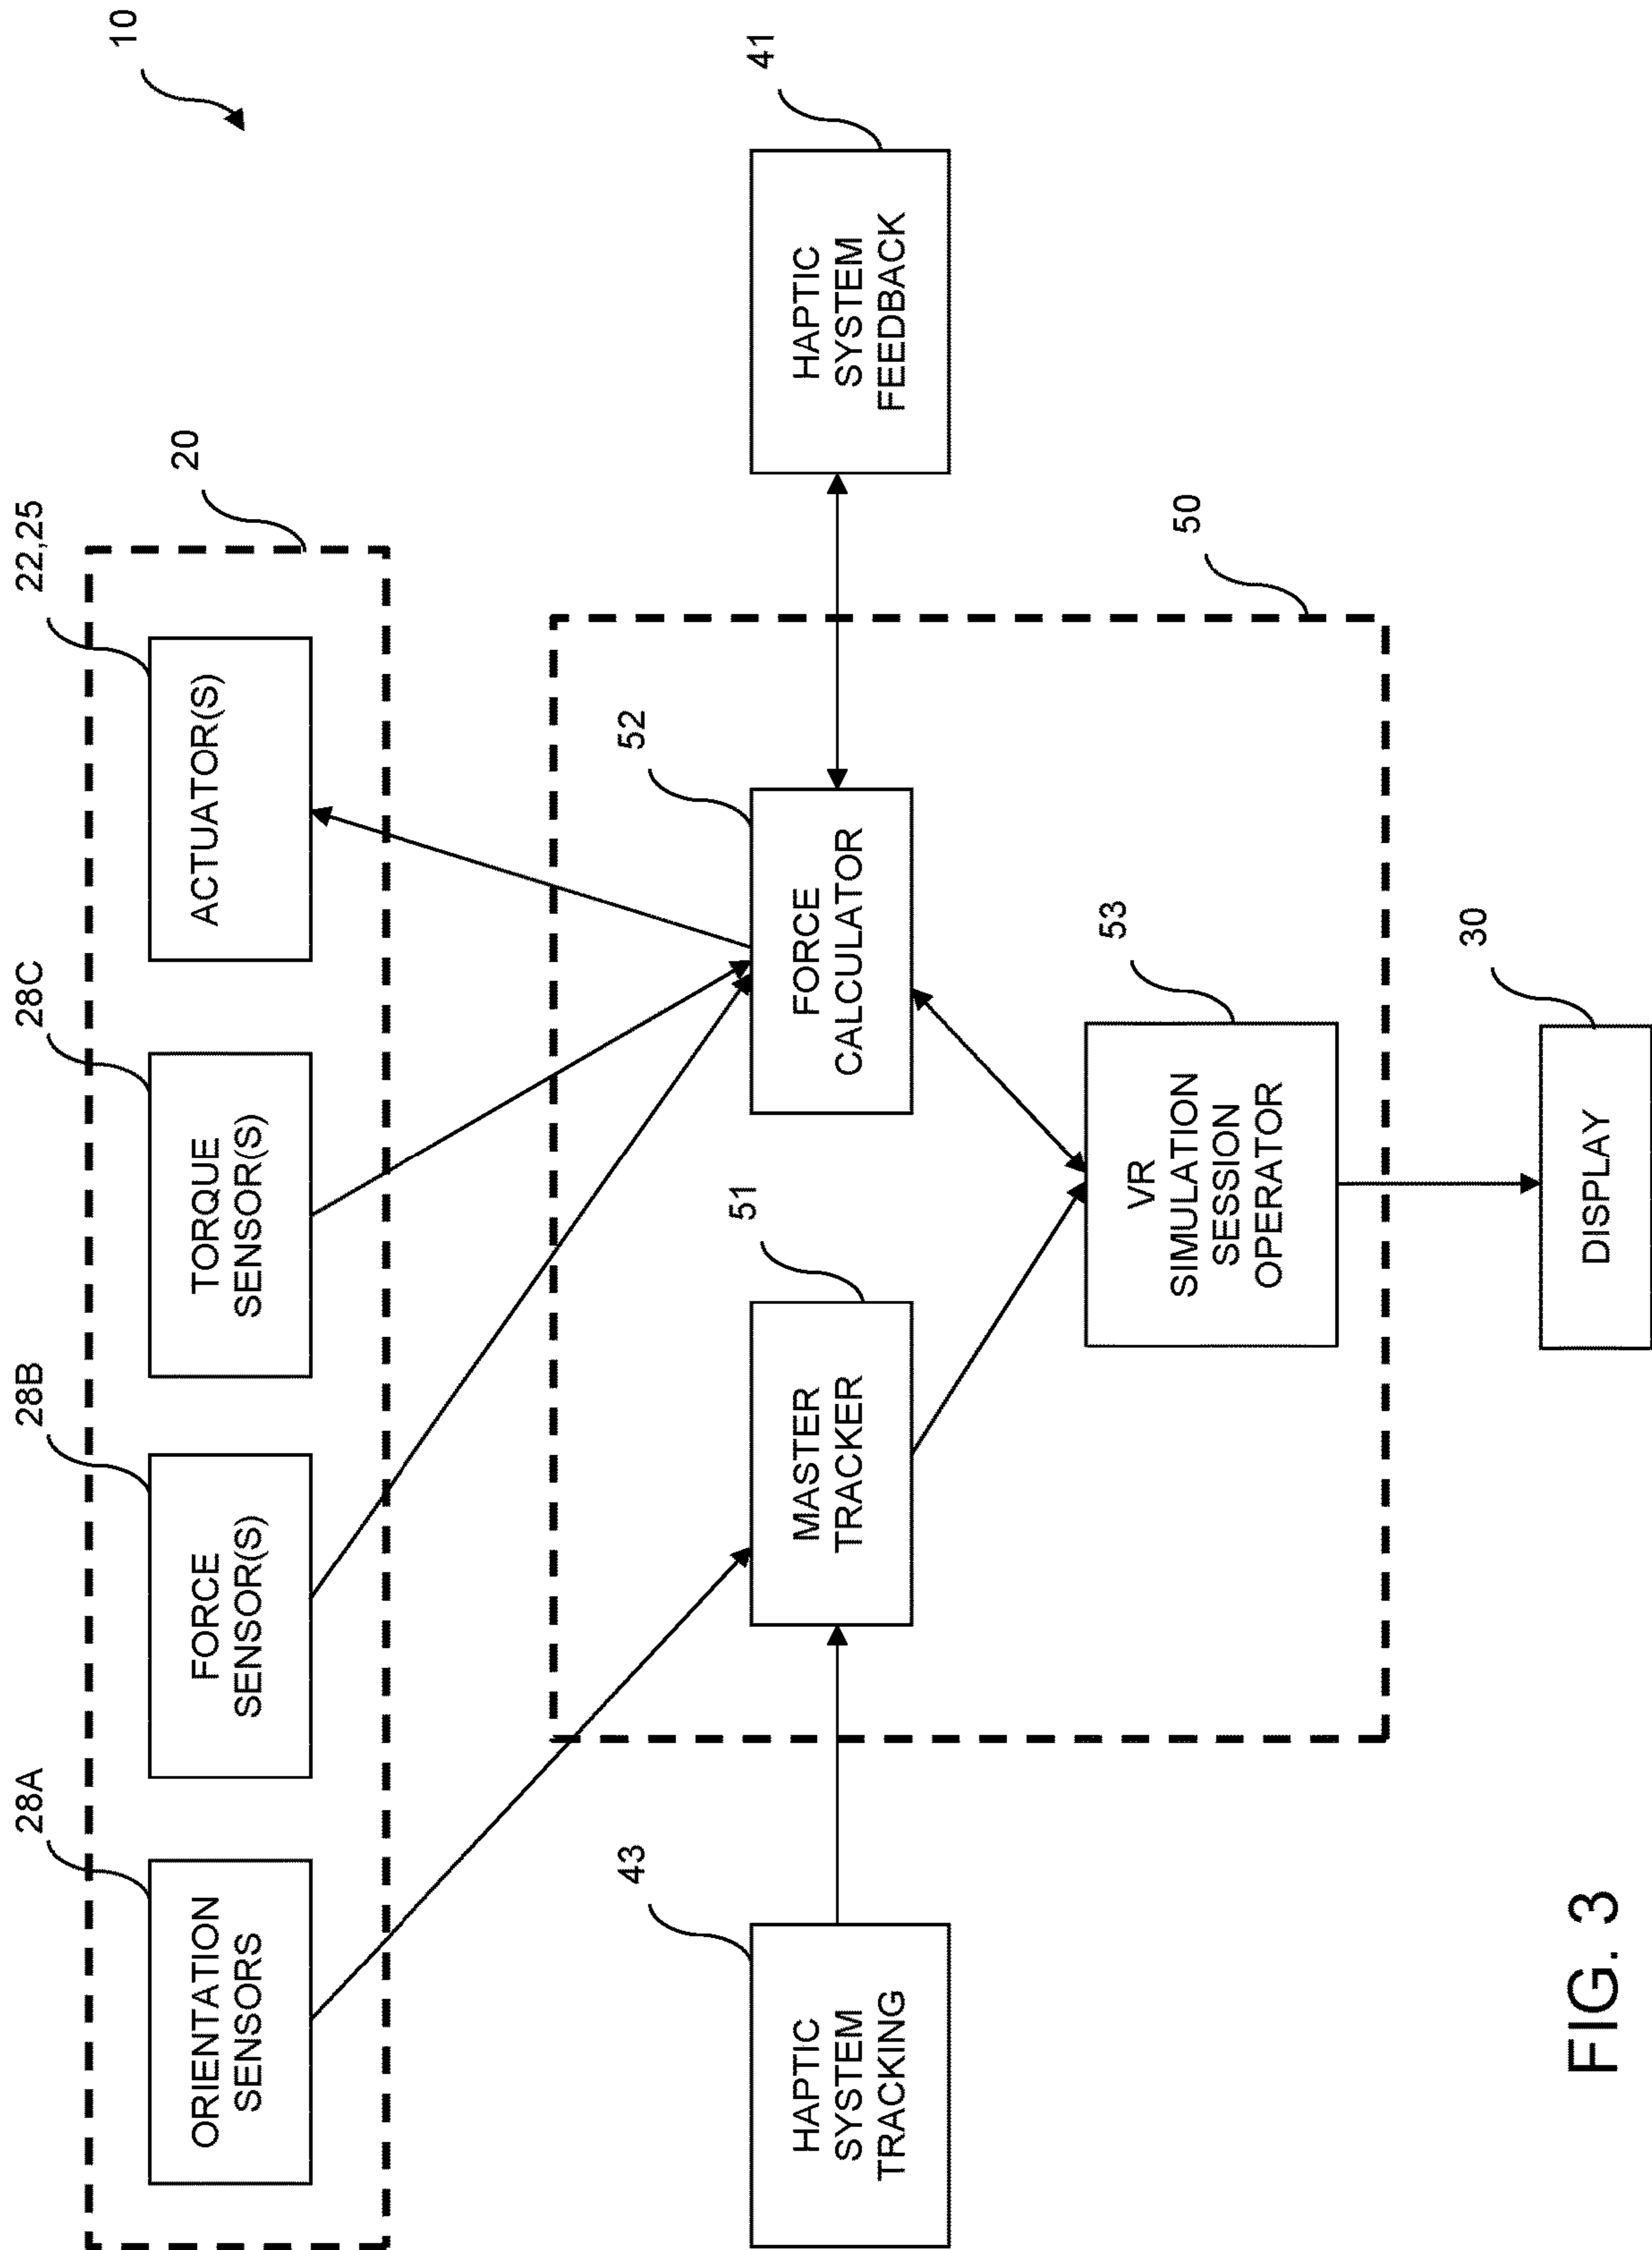 10
20
28A
28B
28C
22,25
ORIENTATION
SENSORS
FORCE
SENSOR(S)
TORQUE
SENSOR(S)
ACTUATOR(S)
43
51
52
41
HAPTIC
SYSTEM
TRACKING
MASTER
TRACKER
FORCE
CALCULATOR
HAPTIC
SYSTEM
FEEDBACK
50
53
VR
SIMULATION
SESSION
OPERATOR
30
DISPLAY
FIG. 3